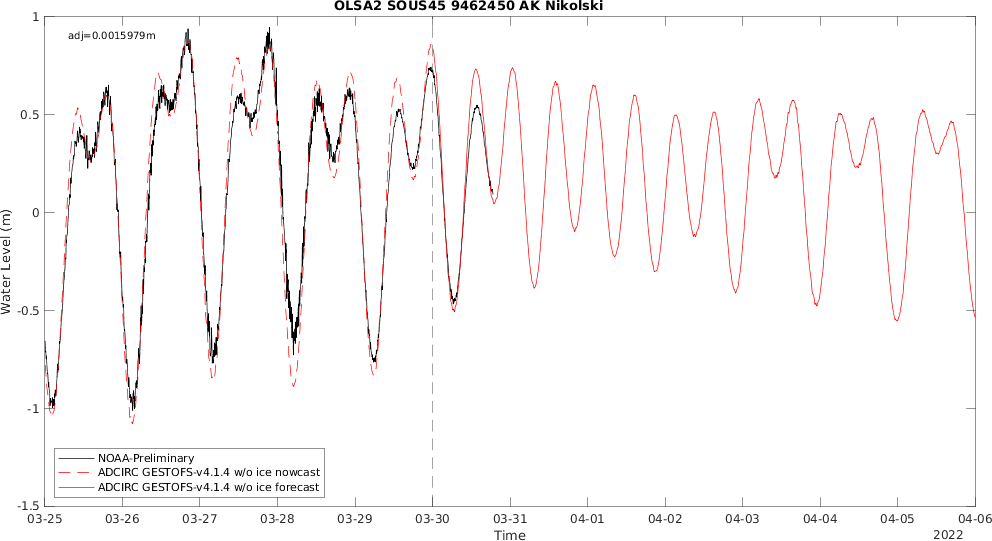 OLSA2 SOUS45 9462450 AK Nikolski
adj=0.0015979m
1
0.5
0
-0.5
-1
-1.5
Water Level (m)
NOAA-Preliminary
ADCIRC GESTOFS-v4.1.4 w/o ice nowcast
ADCIRC GESTOFS-v4.1.4 w/o ice forecast
03-25 03-26 03-27 03-28 03-29 03-30 03-31 04-01 04-02 04-03 04-04 04-05 04-06
Time
2022